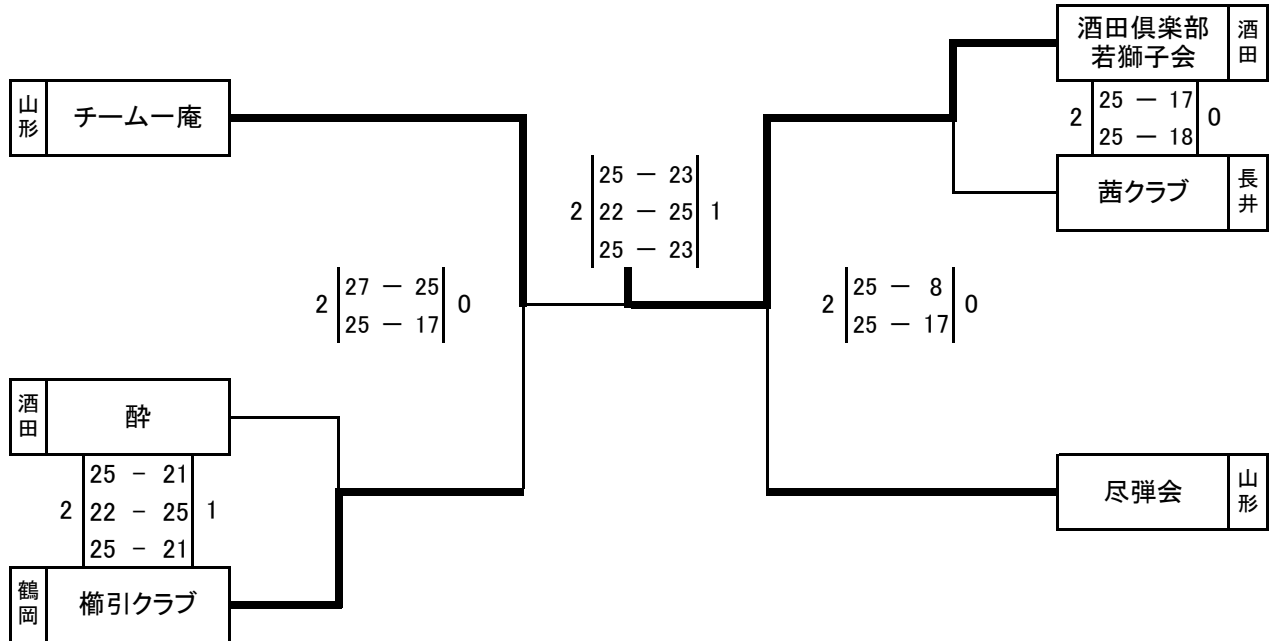 山形
チーム一庵
酒田倶楽部
若獅子会
酒田
2
25 － 17
25 － 18
0
茜クラブ
長井
2
25 － 23
22 － 25
25 － 23
1
2
27 － 25
25 － 17
0
2
25 － 8
25 － 17
0
酒田
酔
2
25 - 21
22 - 25
25 - 21
1
鶴岡
櫛引クラブ
尽弾会
山形